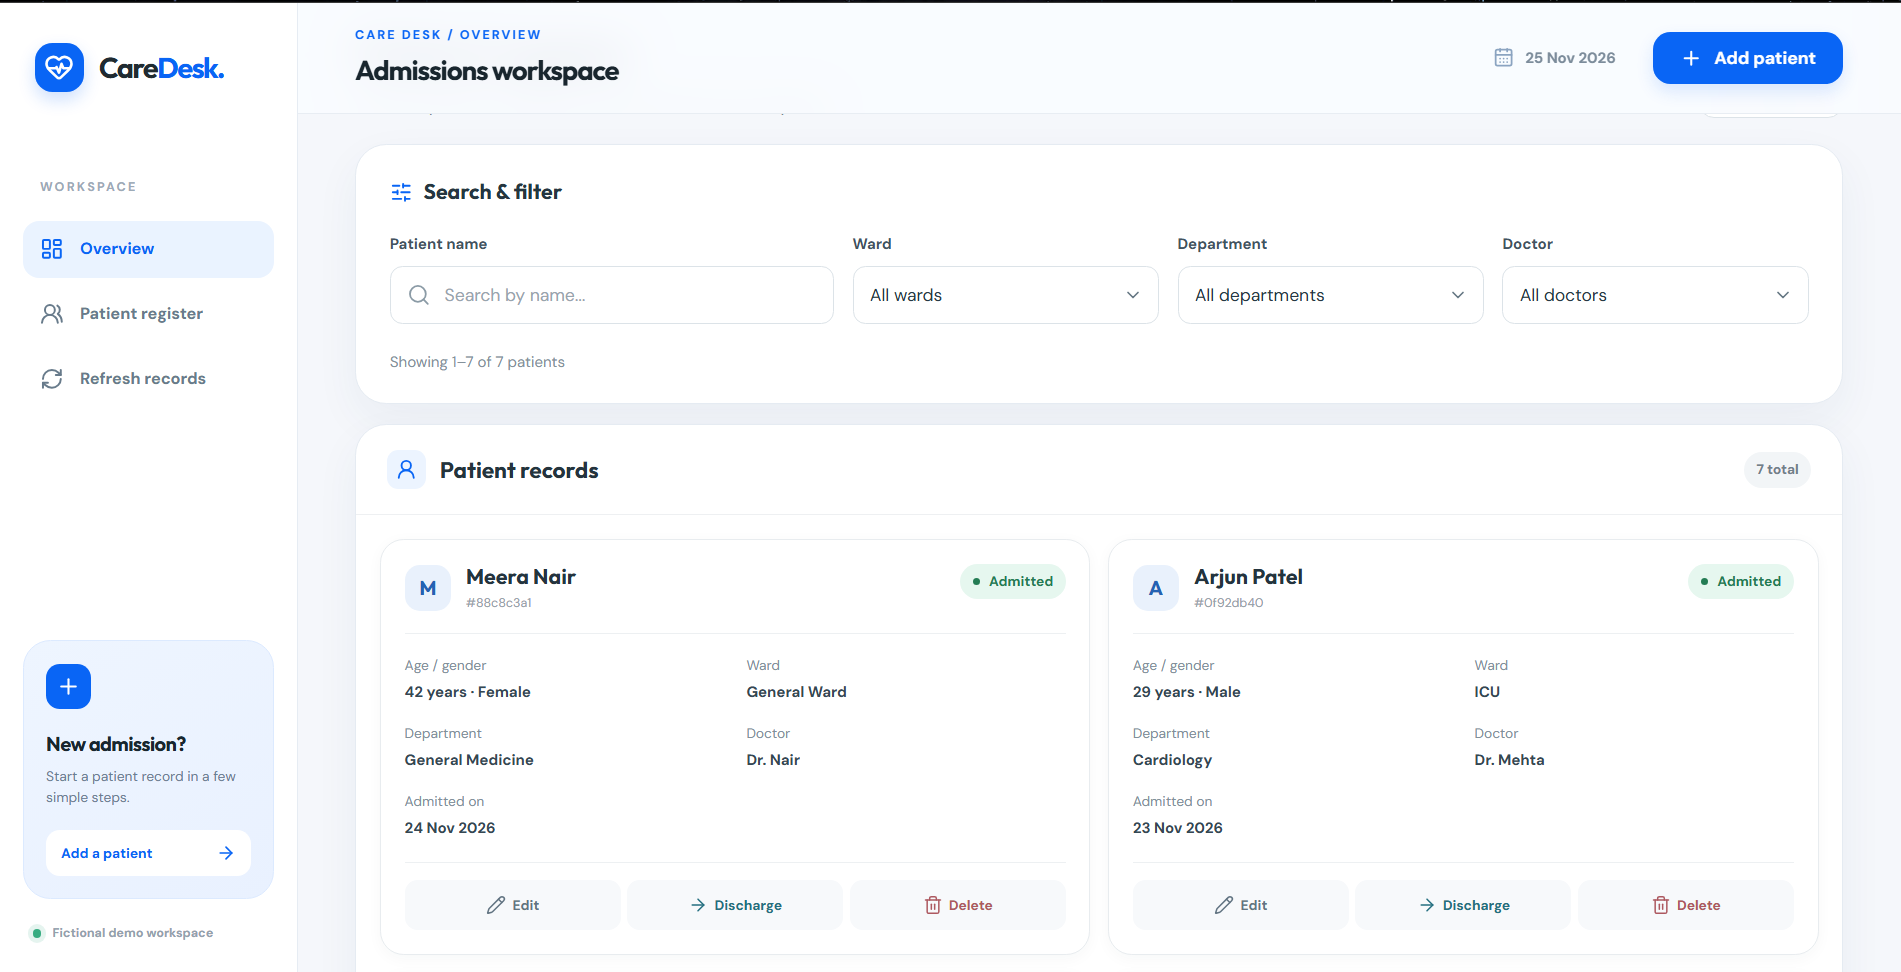 CareDesk.
WORKSPACE
Overview
Patient register
Refresh records
New admission?
Start a patient record in a few
simple steps.
Add a patient
Fictional demo workspace
CARE DESK / OVERVIEW
Admissions workspace
25 Nov 2026
Add patient
Search & filter
Patient name
Ward
Department
Doctor
Search by name...
All wards
All departments
All doctors
Showing 1–7 of 7 patients
Patient records
7 total
M
Meera Nair
#88c8c3a1
Admitted
Age / gender
Ward
42 years · Female
General Ward
Department
Doctor
General Medicine
Dr. Nair
Admitted on
24 Nov 2026
Edit
Discharge
Delete
A
Arjun Patel
#0f92db40
Admitted
Age / gender
Ward
29 years · Male
ICU
Department
Doctor
Cardiology
Dr. Mehta
Admitted on
23 Nov 2026
Edit
Discharge
Delete